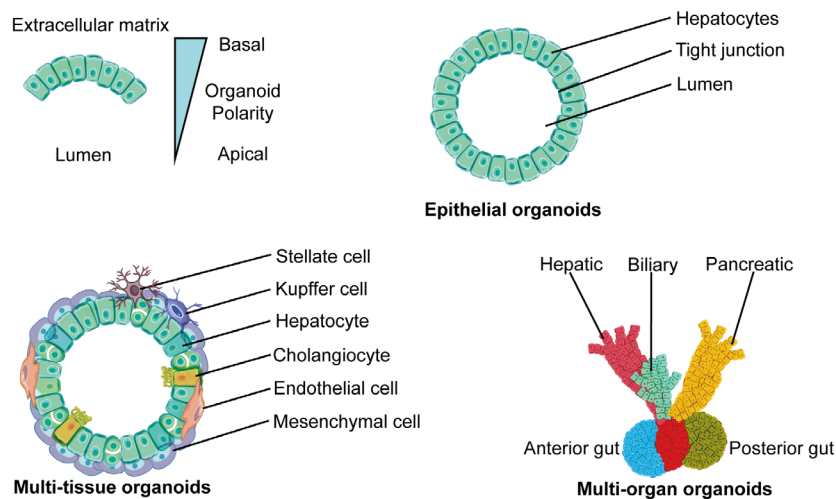 Extracellular matrix
Basal
Organoid
Polarity
Lumen
Apical
Hepatocytes
Tight junction
Lumen
Epithelial organoids
Stellate cell
Kupffer cell
Hepatocyte
Cholangiocyte
Endothelial cell
Mesenchymal cell
Multi-tissue organoids
Hepatic
Biliary
Pancreatic
Anterior gut
Posterior gut
Multi-organ organoids